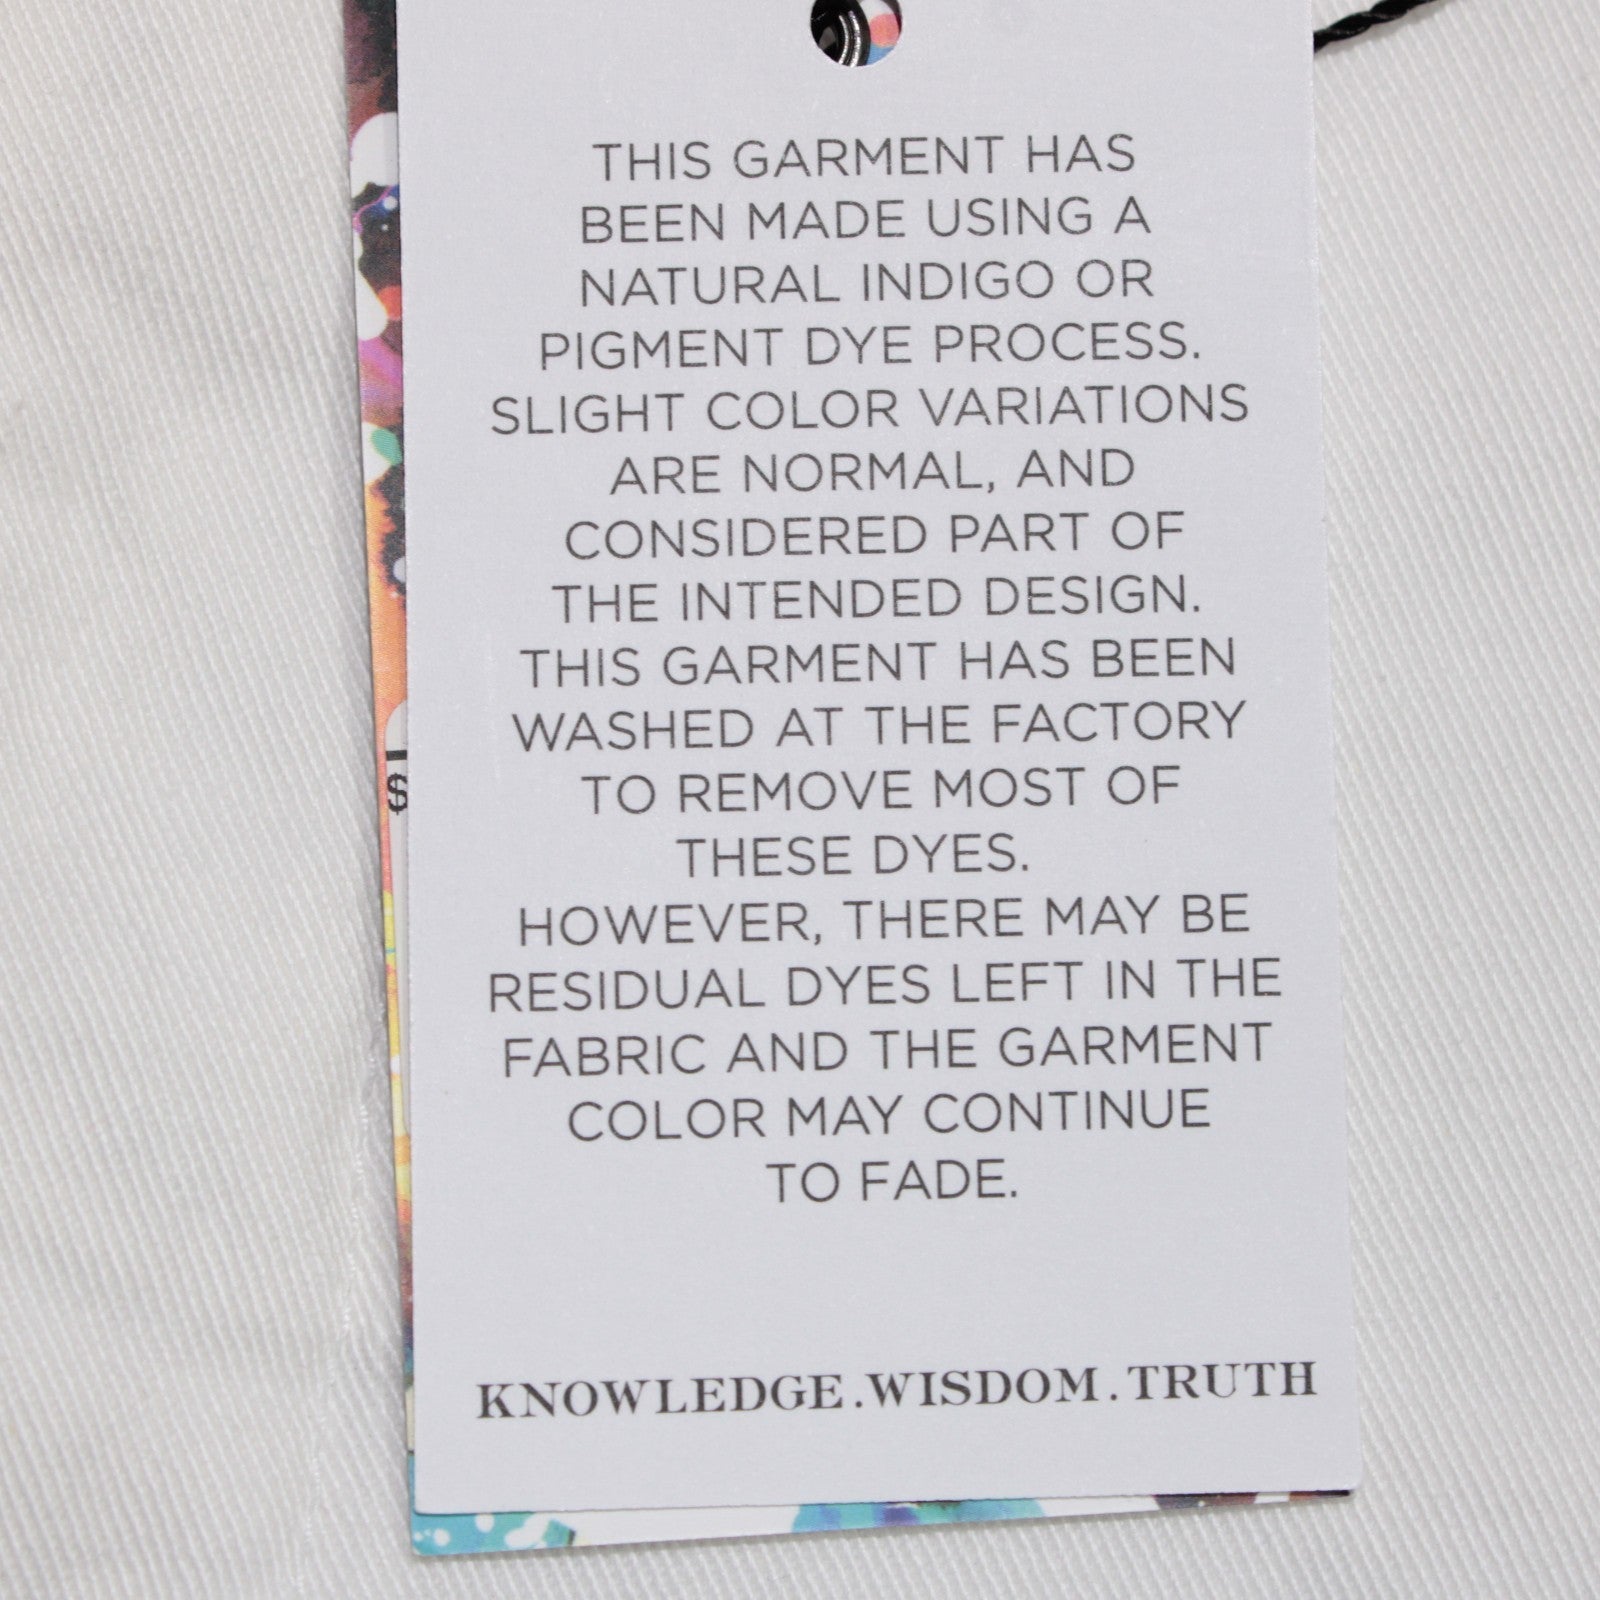 THIS GARMENT HAS
BEEN MADE USING A
NATURAL INDIGO OR
PIGMENT DYE PROCESS.
SLIGHT COLOR VARIATIONS
ARE NORMAL, AND
CONSIDERED PART OF
THE INTENDED DESIGN.
THIS GARMENT HAS BEEN
WASHED AT THE FACTORY
TO REMOVE MOST OF
THESE DYES.
HOWEVER, THERE MAY BE
RESIDUAL DYES LEFT IN THE
FABRIC AND THE GARMENT
COLOR MAY CONTINUE
TO FADE.
$
KNOWLEDGE.WISDOM.TRUTH